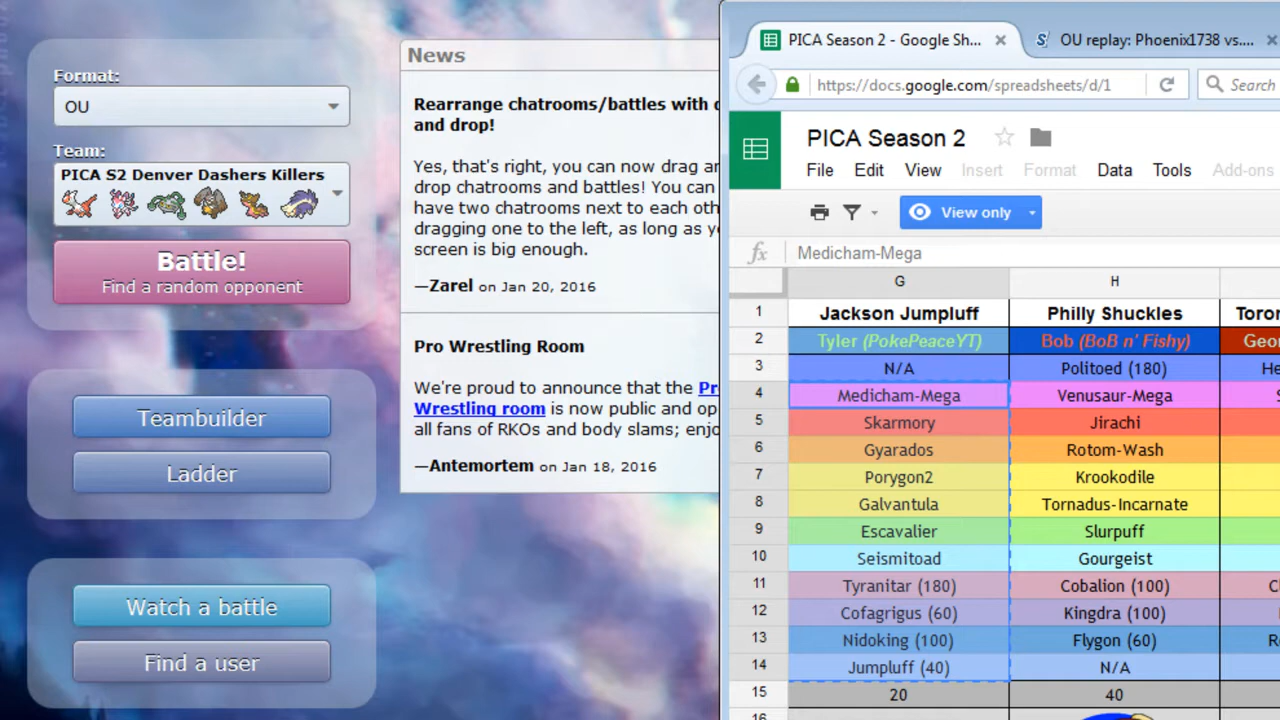 Format:
OU
Team:
PICA S2 Denver Dashers Killers
Battle!
Find a random opponent
Teambuilder
Ladder
Watch a battle
Find a user
News
Rearrange chatrooms/battles with
and drop!
Yes, that's right, you can now drag
drop chatrooms and battles! You can
have two chatrooms next to each
dragging one to the left, as long as
screen is big enough.
—Zarel on Jan 20, 2016
Pro Wrestling Room
We're proud to announce that the Pr
Wrestling room is now public and
all fans of RKOs and body slams;
—Antemortem on Jan 18, 2016
PICA Season 2 - Google Sh...
OU replay: Phoenix1738 vs....
https://docs.google.com/spreadsheets/d/1
Search
PICA Season 2
File Edit View Insert Format Data Tools Add-ons
View only
fx Medicham-Mega
G H
1 Jackson Jumpluff Philly Shuckles Toron
2 Tyler (PokePeaceYT) Bob (BoB n' Fishy) Geor
3 N/A Politoed (180) He
4 Medicham-Mega Venusaur-Mega
5 Skarmory Jirachi
6 Gyarados Rotom-Wash
7 Porygon2 Krookodile
8 Galvantula Tornadus-Incarnate
9 Escavalier Slurpuff
10 Seismitoad Gourgeist
11 Tyranitar (180) Cobalion (100)
12 Cofagrigus (60) Kingdra (100)
13 Nidoking (100) Flygon (60)
14 Jumpluff (40) N/A
15 20 40